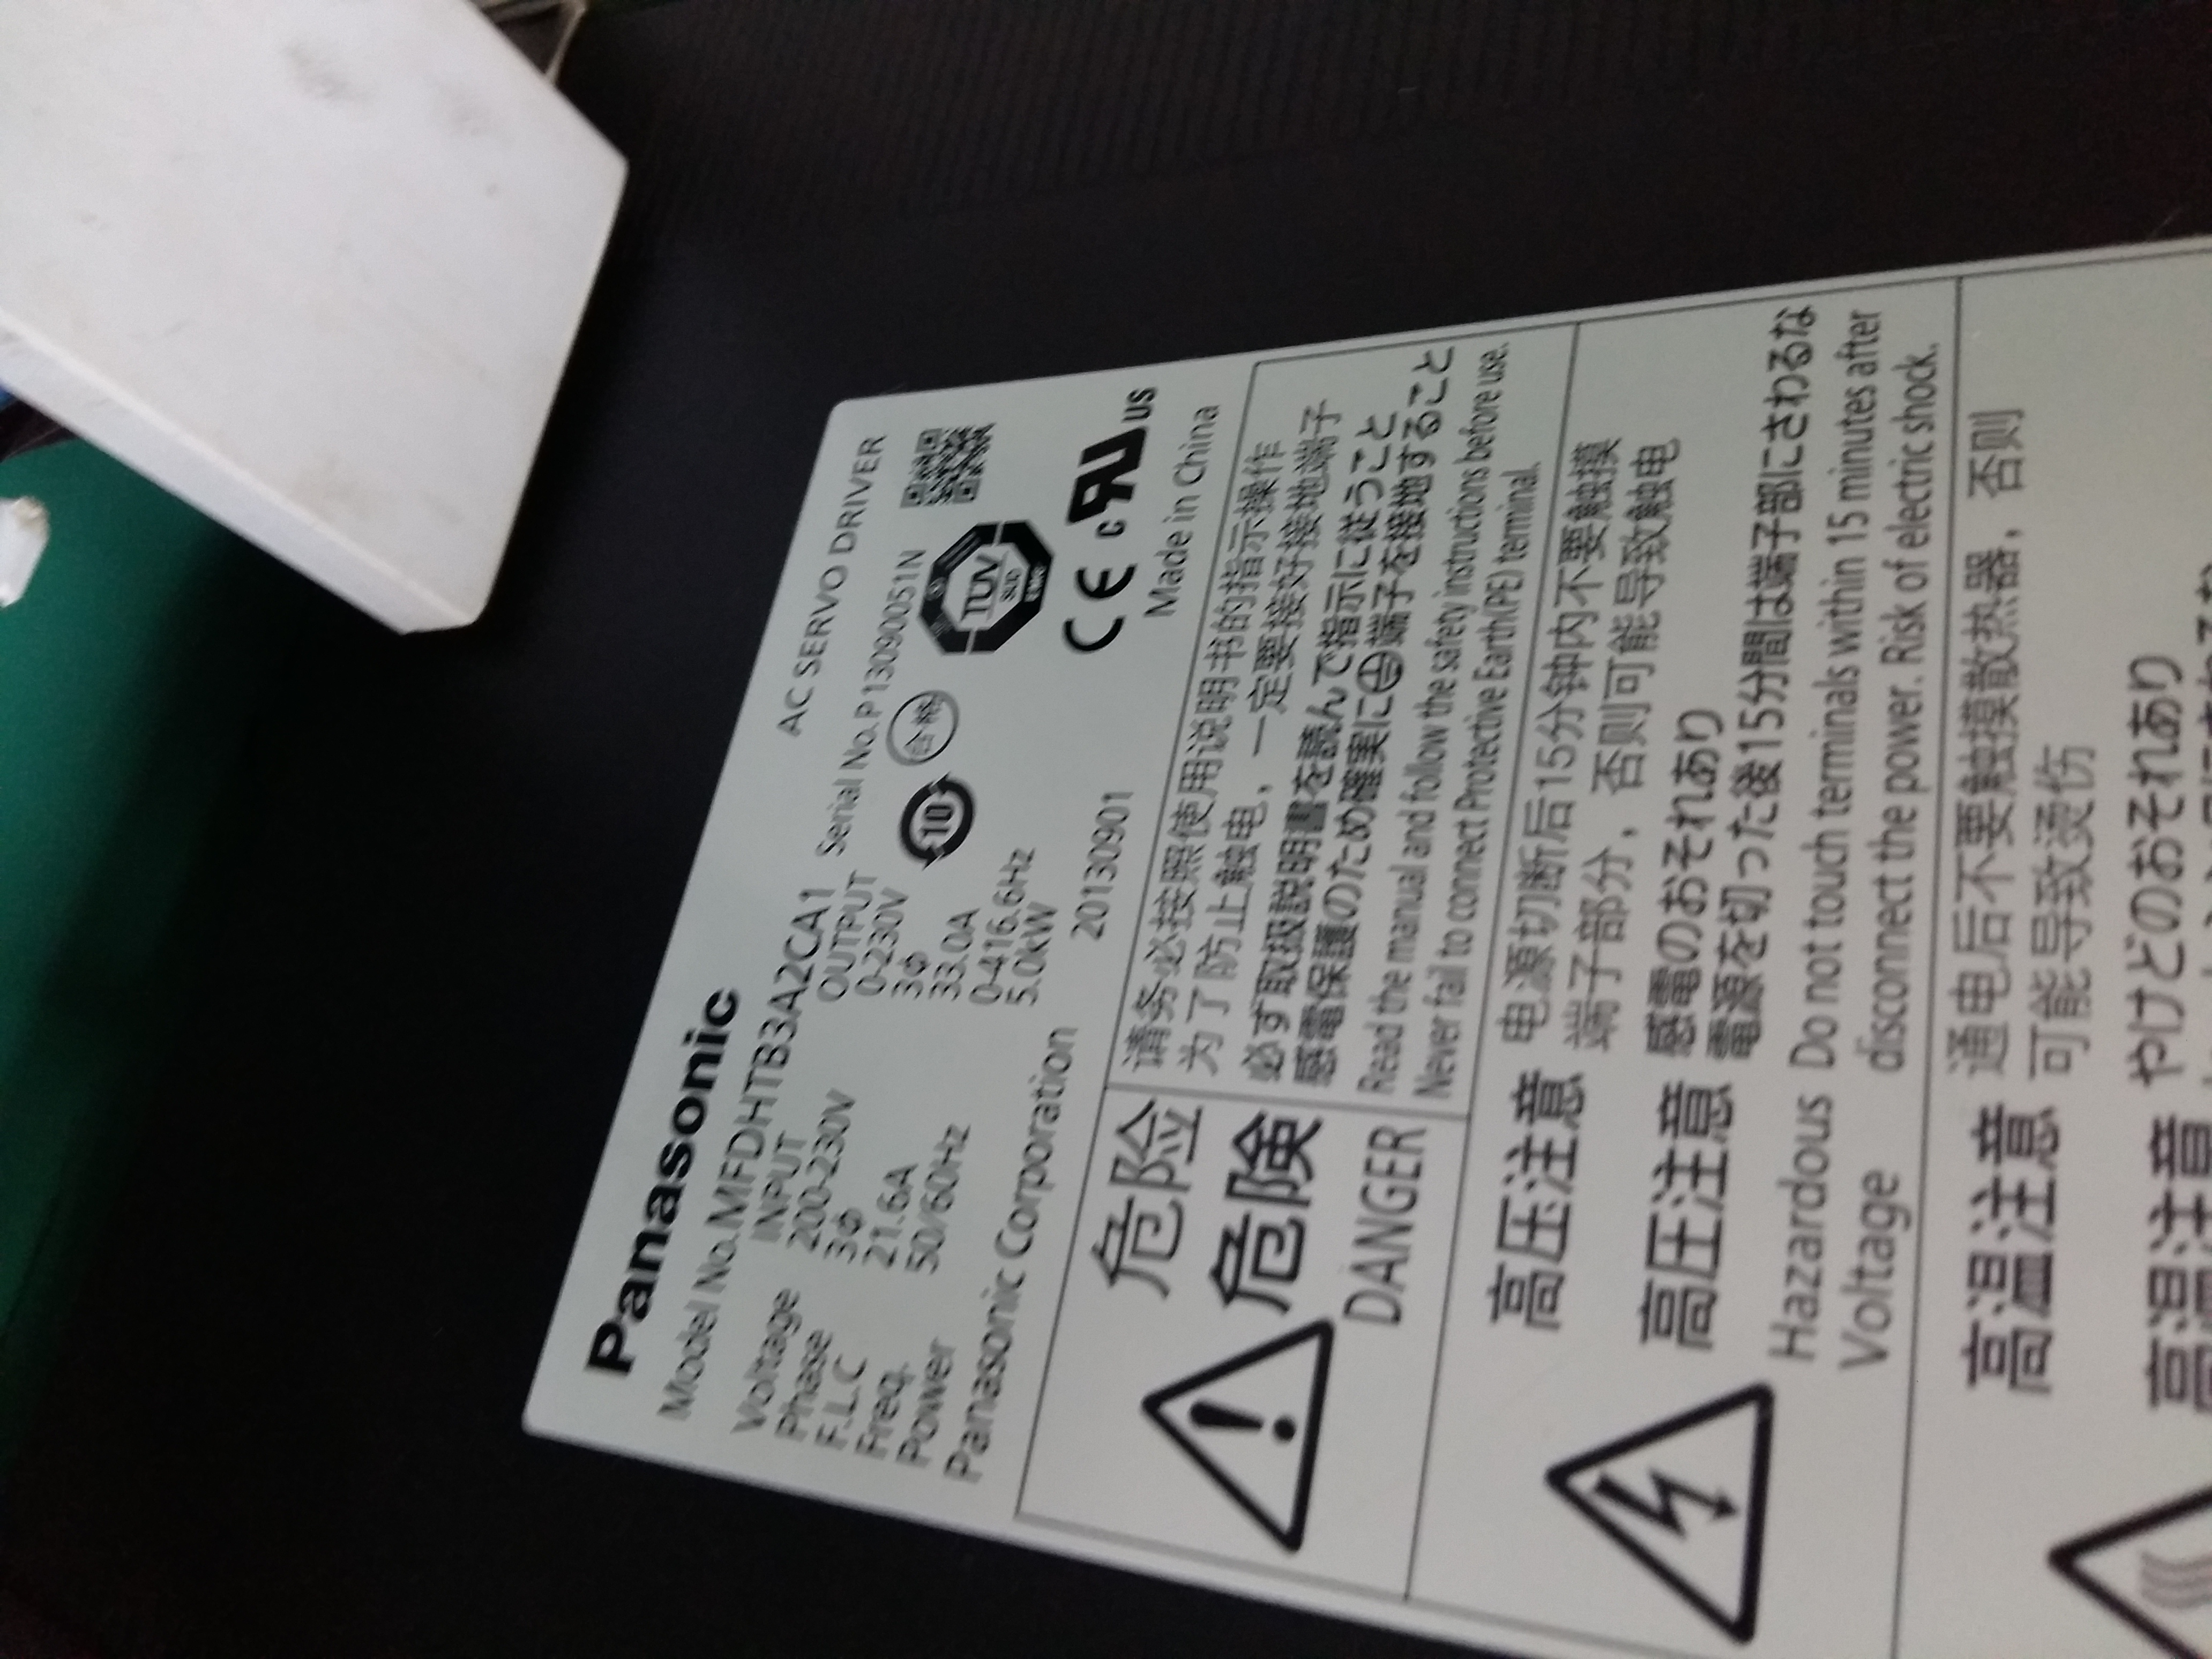 Panasonic
AC SERVO DRIVER
Model No.MFDHTB3A2CA1 Serial No.P13090051N
INPUT OUTPUT
Voltage 200-230V 0-230V
Phase 3Φ 3Φ
F.L.C 21.6A 33.0A
Freq. 50/60Hz 0-416.6Hz
Power 5.0kW
10
合格
TÜV
SÜD
CE
c RU US
Panasonic Corporation 20130901 Made in China
危险
危険
DANGER
请务必按照使用说明书的指示操作
为了防止触电，一定要接好接地端子
必ず取扱説明書を読んで指示に従うこと
感電保護のため確実に⏚端子を接地すること
Read the manual and follow the safety instructions before use.
Never fail to connect Protective Earth(PE) terminal.
高压注意
电源切断后15分钟内不要触摸
端子部分，否则可能导致触电
高圧注意
感電のおそれあり
電源を切った後15分間は端子部にさわるな
Hazardous
Voltage
Do not touch terminals within 15 minutes after
disconnect the power. Risk of electric shock.
高温注意
通电后不要触摸散热器，否则
可能导致烫伤
高温注意
やけどのおそれあり